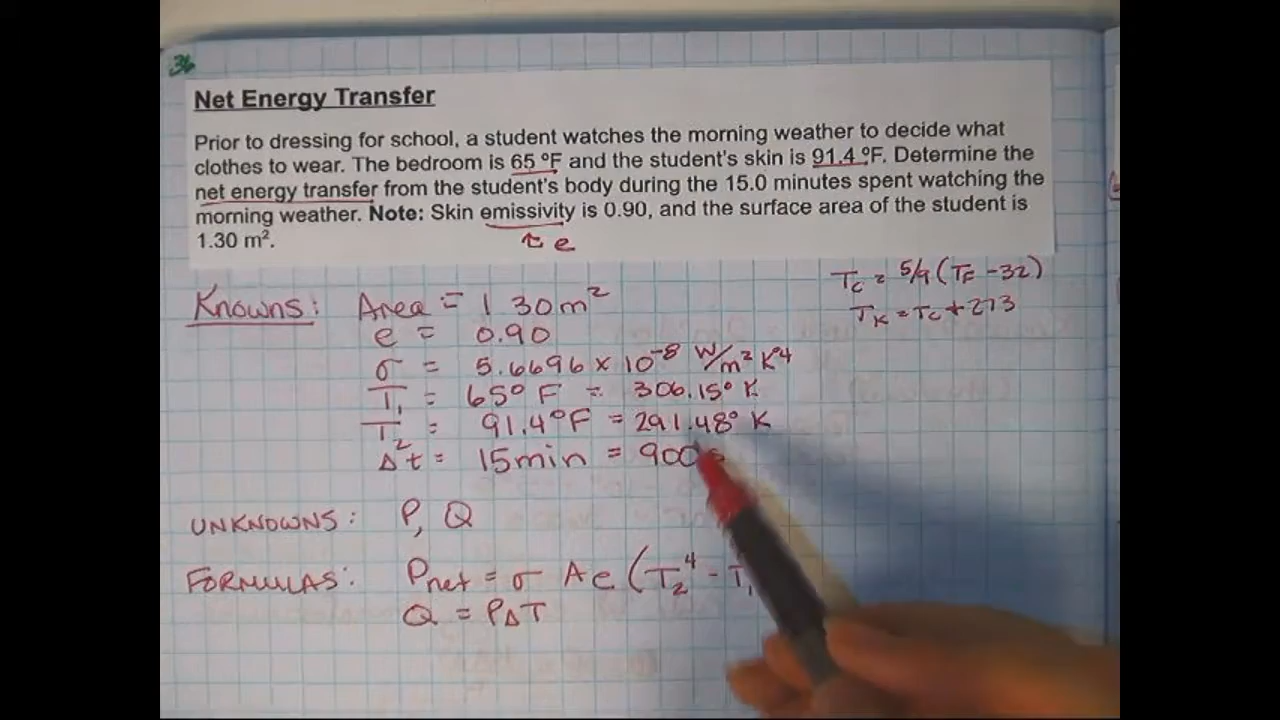 36
Net Energy Transfer
Prior to dressing for school, a student watches the morning weather to decide what
clothes to wear. The bedroom is 65 ºF and the student's skin is 91.4 ºF. Determine the
net energy transfer from the student's body during the 15.0 minutes spent watching the
morning weather. Note: Skin emissivity is 0.90, and the surface area of the student is
1.30 m².
e
Tc = 5/9 (TF - 32)
TK = Tc + 273
Knowns: Area = 1.30 m²
e = 0.90
σ = 5.6696 × 10⁻⁸ W/m² K⁴
T₁ = 65° F = 306.15° K
T₂ = 91.4°F = 291.48° K
Δt = 15min = 900s
UNKNOWNS: P, Q
FORMULAS: Pnet = σ A e (T₂⁴ - T₁
Q = PΔT